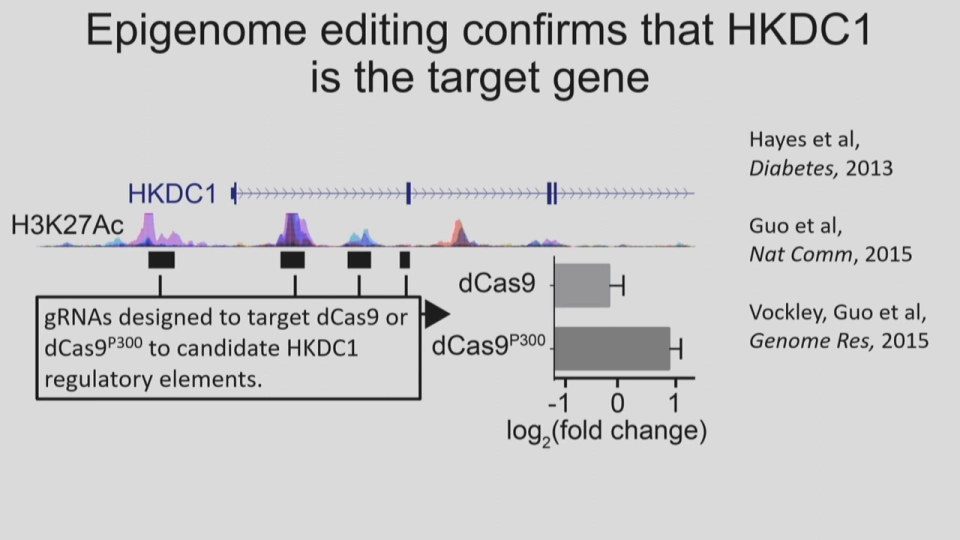 Epigenome editing confirms that HKDC1
is the target gene
Hayes et al,
Diabetes, 2013
HKDC1
H3K27Ac
Guo et al,
Nat Comm, 2015
dCas9
gRNAs designed to target dCas9 or
dCas9ᴾ³⁰⁰ to candidate HKDC1
regulatory elements.
dCas9ᴾ³⁰⁰
Vockley, Guo et al,
Genome Res, 2015
-1 0 1
log₂(fold change)